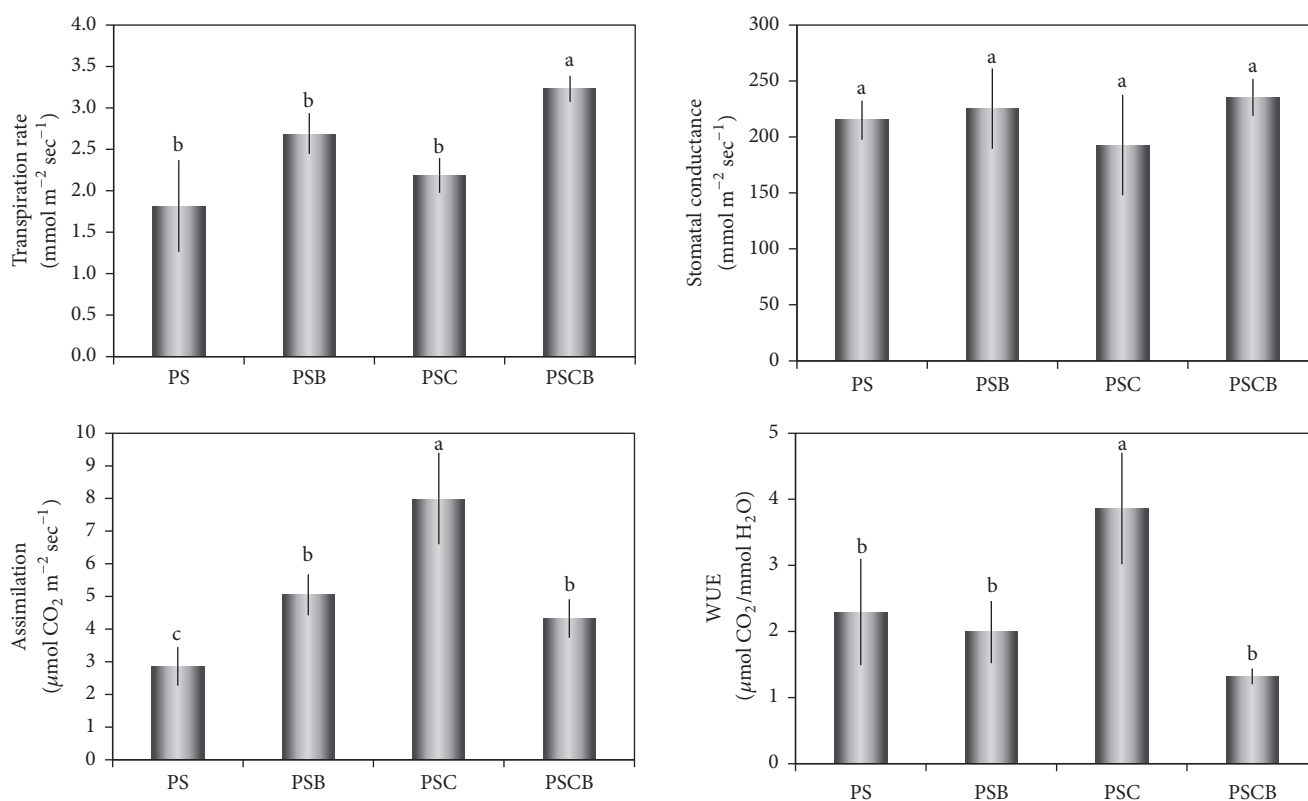 Transpiration rate
(mmol m−2 sec−1)
4.0
3.5
3.0
2.5
2.0
1.5
1.0
0.5
0.0
b
b
b
a
PS PSB PSC PSCB
Stomatal conductance
(mmol m−2 sec−1)
300
250
200
150
100
50
0
a
a
a
a
PS PSB PSC PSCB
Assimilation
(μmol CO2 m−2 sec−1)
10
9
8
7
6
5
4
3
2
1
0
c
b
a
b
PS PSB PSC PSCB
WUE
(μmol CO2/mmol H2O)
5
4
3
2
1
0
b
b
a
b
PS PSB PSC PSCB